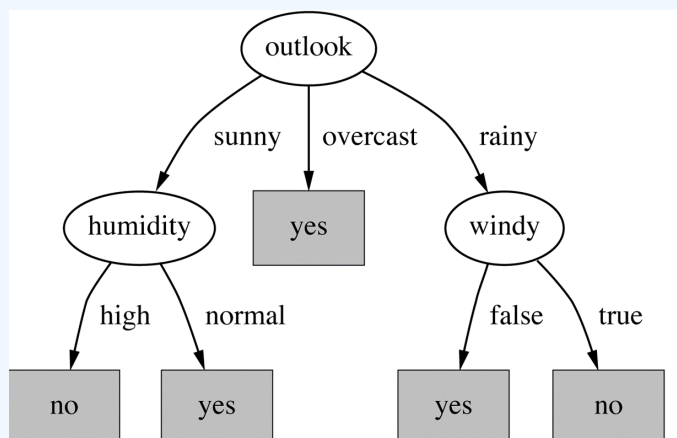 outlook
sunny overcast rainy
humidity yes windy
high normal false true
no yes yes no